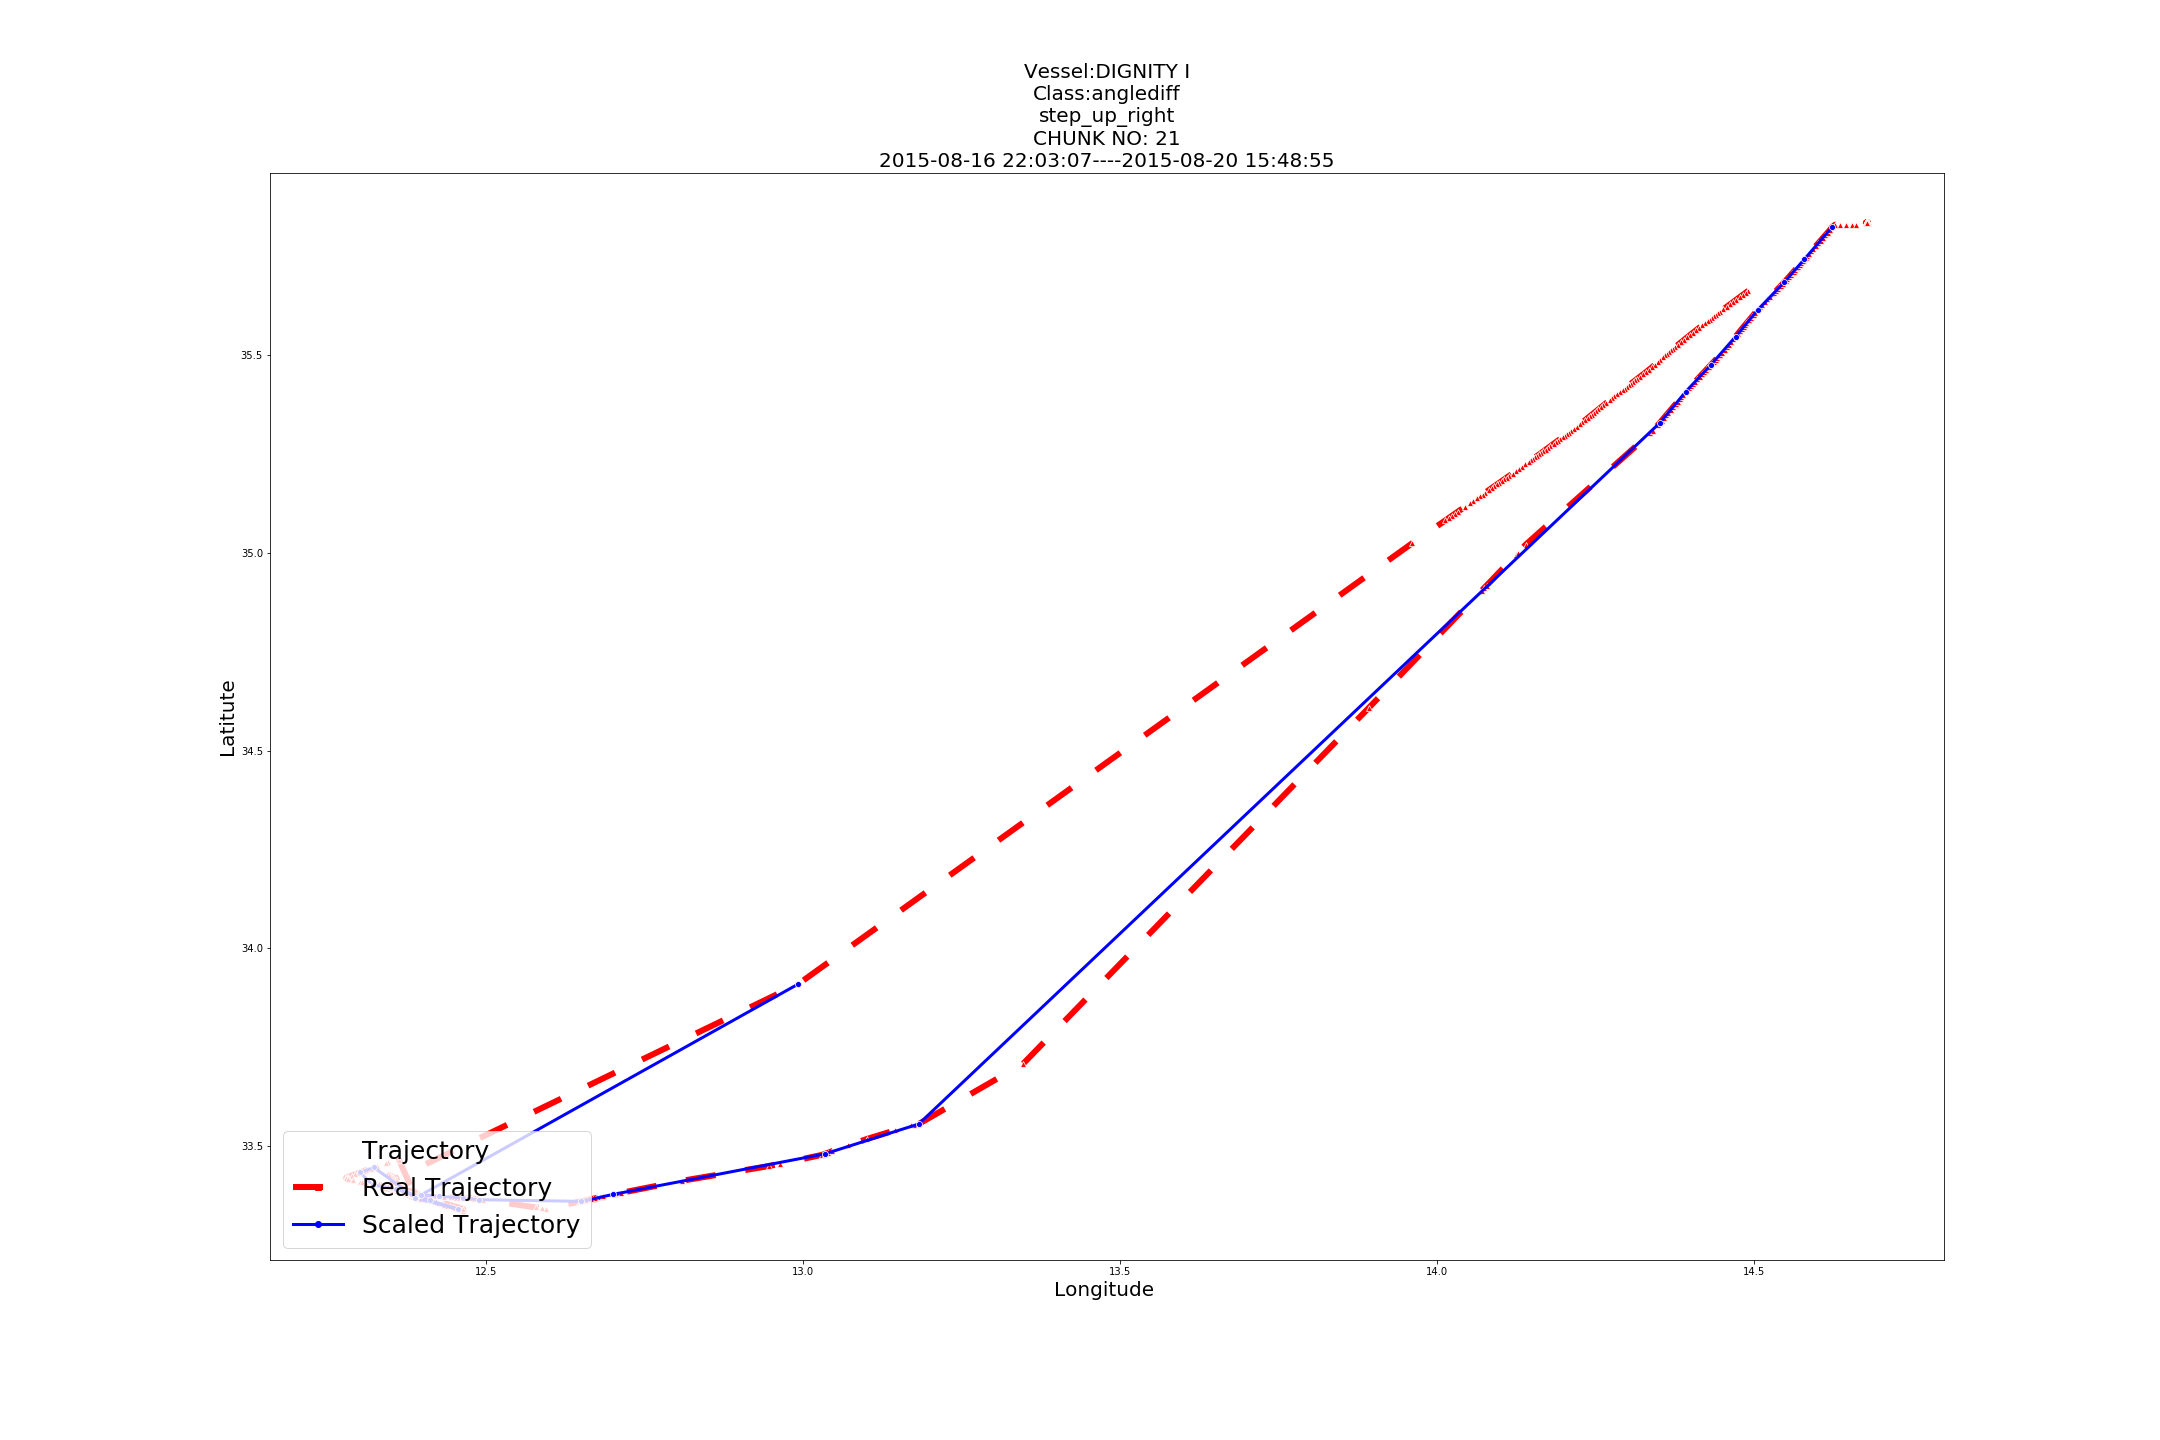 Vessel:DIGNITY I
Class:anglediff
step_up_right
CHUNK NO: 21
2015-08-16 22:03:07----2015-08-20 15:48:55
35.5
35.0
34.5
34.0
33.5
Latitute
Trajectory
Real Trajectory
Scaled Trajectory
12.5
13.0
13.5
14.0
14.5
Longitude